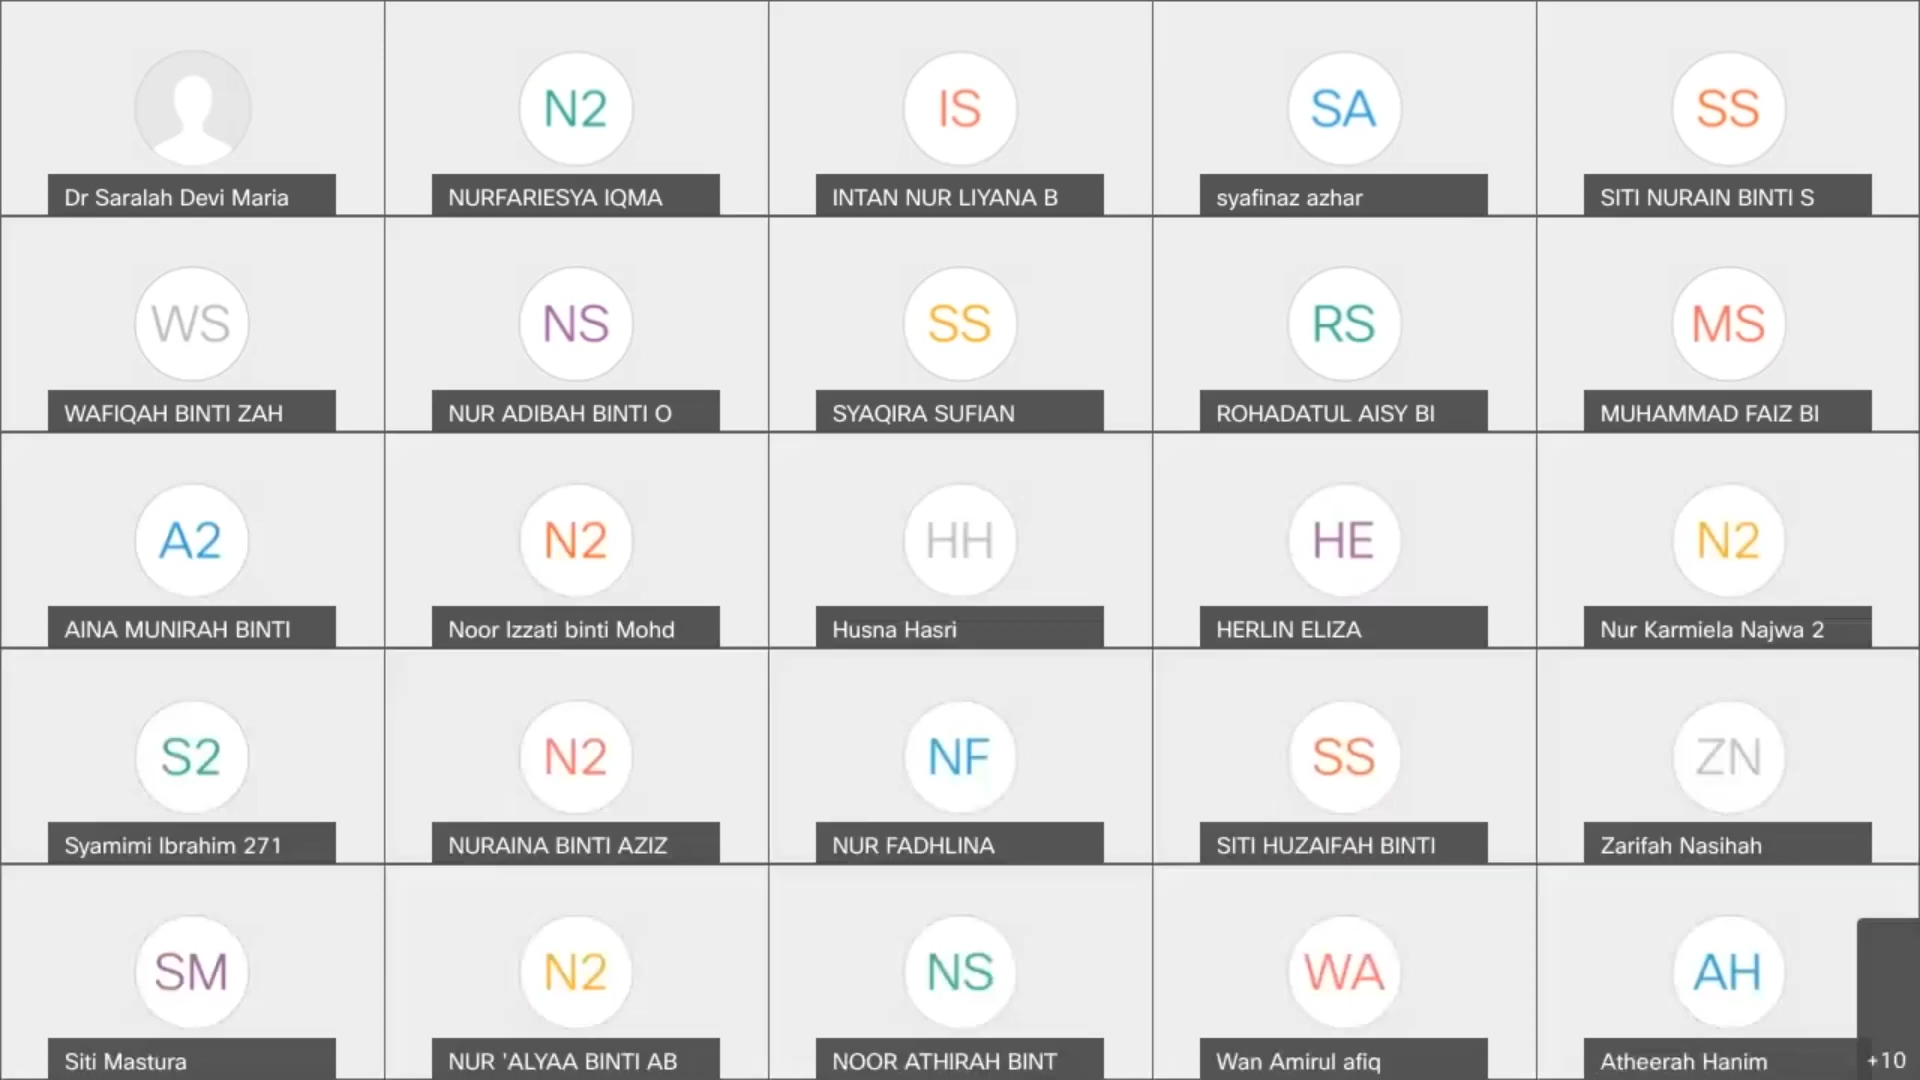 N2
IS
SA
SS
Dr Saralah Devi Maria
NURFARIESYA IQMA
INTAN NUR LIYANA B
syafinaz azhar
SITI NURAIN BINTI S
WS
NS
SS
RS
MS
WAFIQAH BINTI ZAH
NUR ADIBAH BINTI O
SYAQIRA SUFIAN
ROHADATUL AISY BI
MUHAMMAD FAIZ BI
A2
N2
HH
HE
N2
AINA MUNIRAH BINTI
Noor Izzati binti Mohd
Husna Hasri
HERLIN ELIZA
Nur Karmiela Najwa 2
S2
N2
NF
SS
ZN
Syamimi Ibrahim 271
NURAINA BINTI AZIZ
NUR FADHLINA
SITI HUZAIFAH BINTI
Zarifah Nasihah
SM
N2
NS
WA
AH
Siti Mastura
NUR 'ALYAA BINTI AB
NOOR ATHIRAH BINT
Wan Amirul afiq
Atheerah Hanim
+10